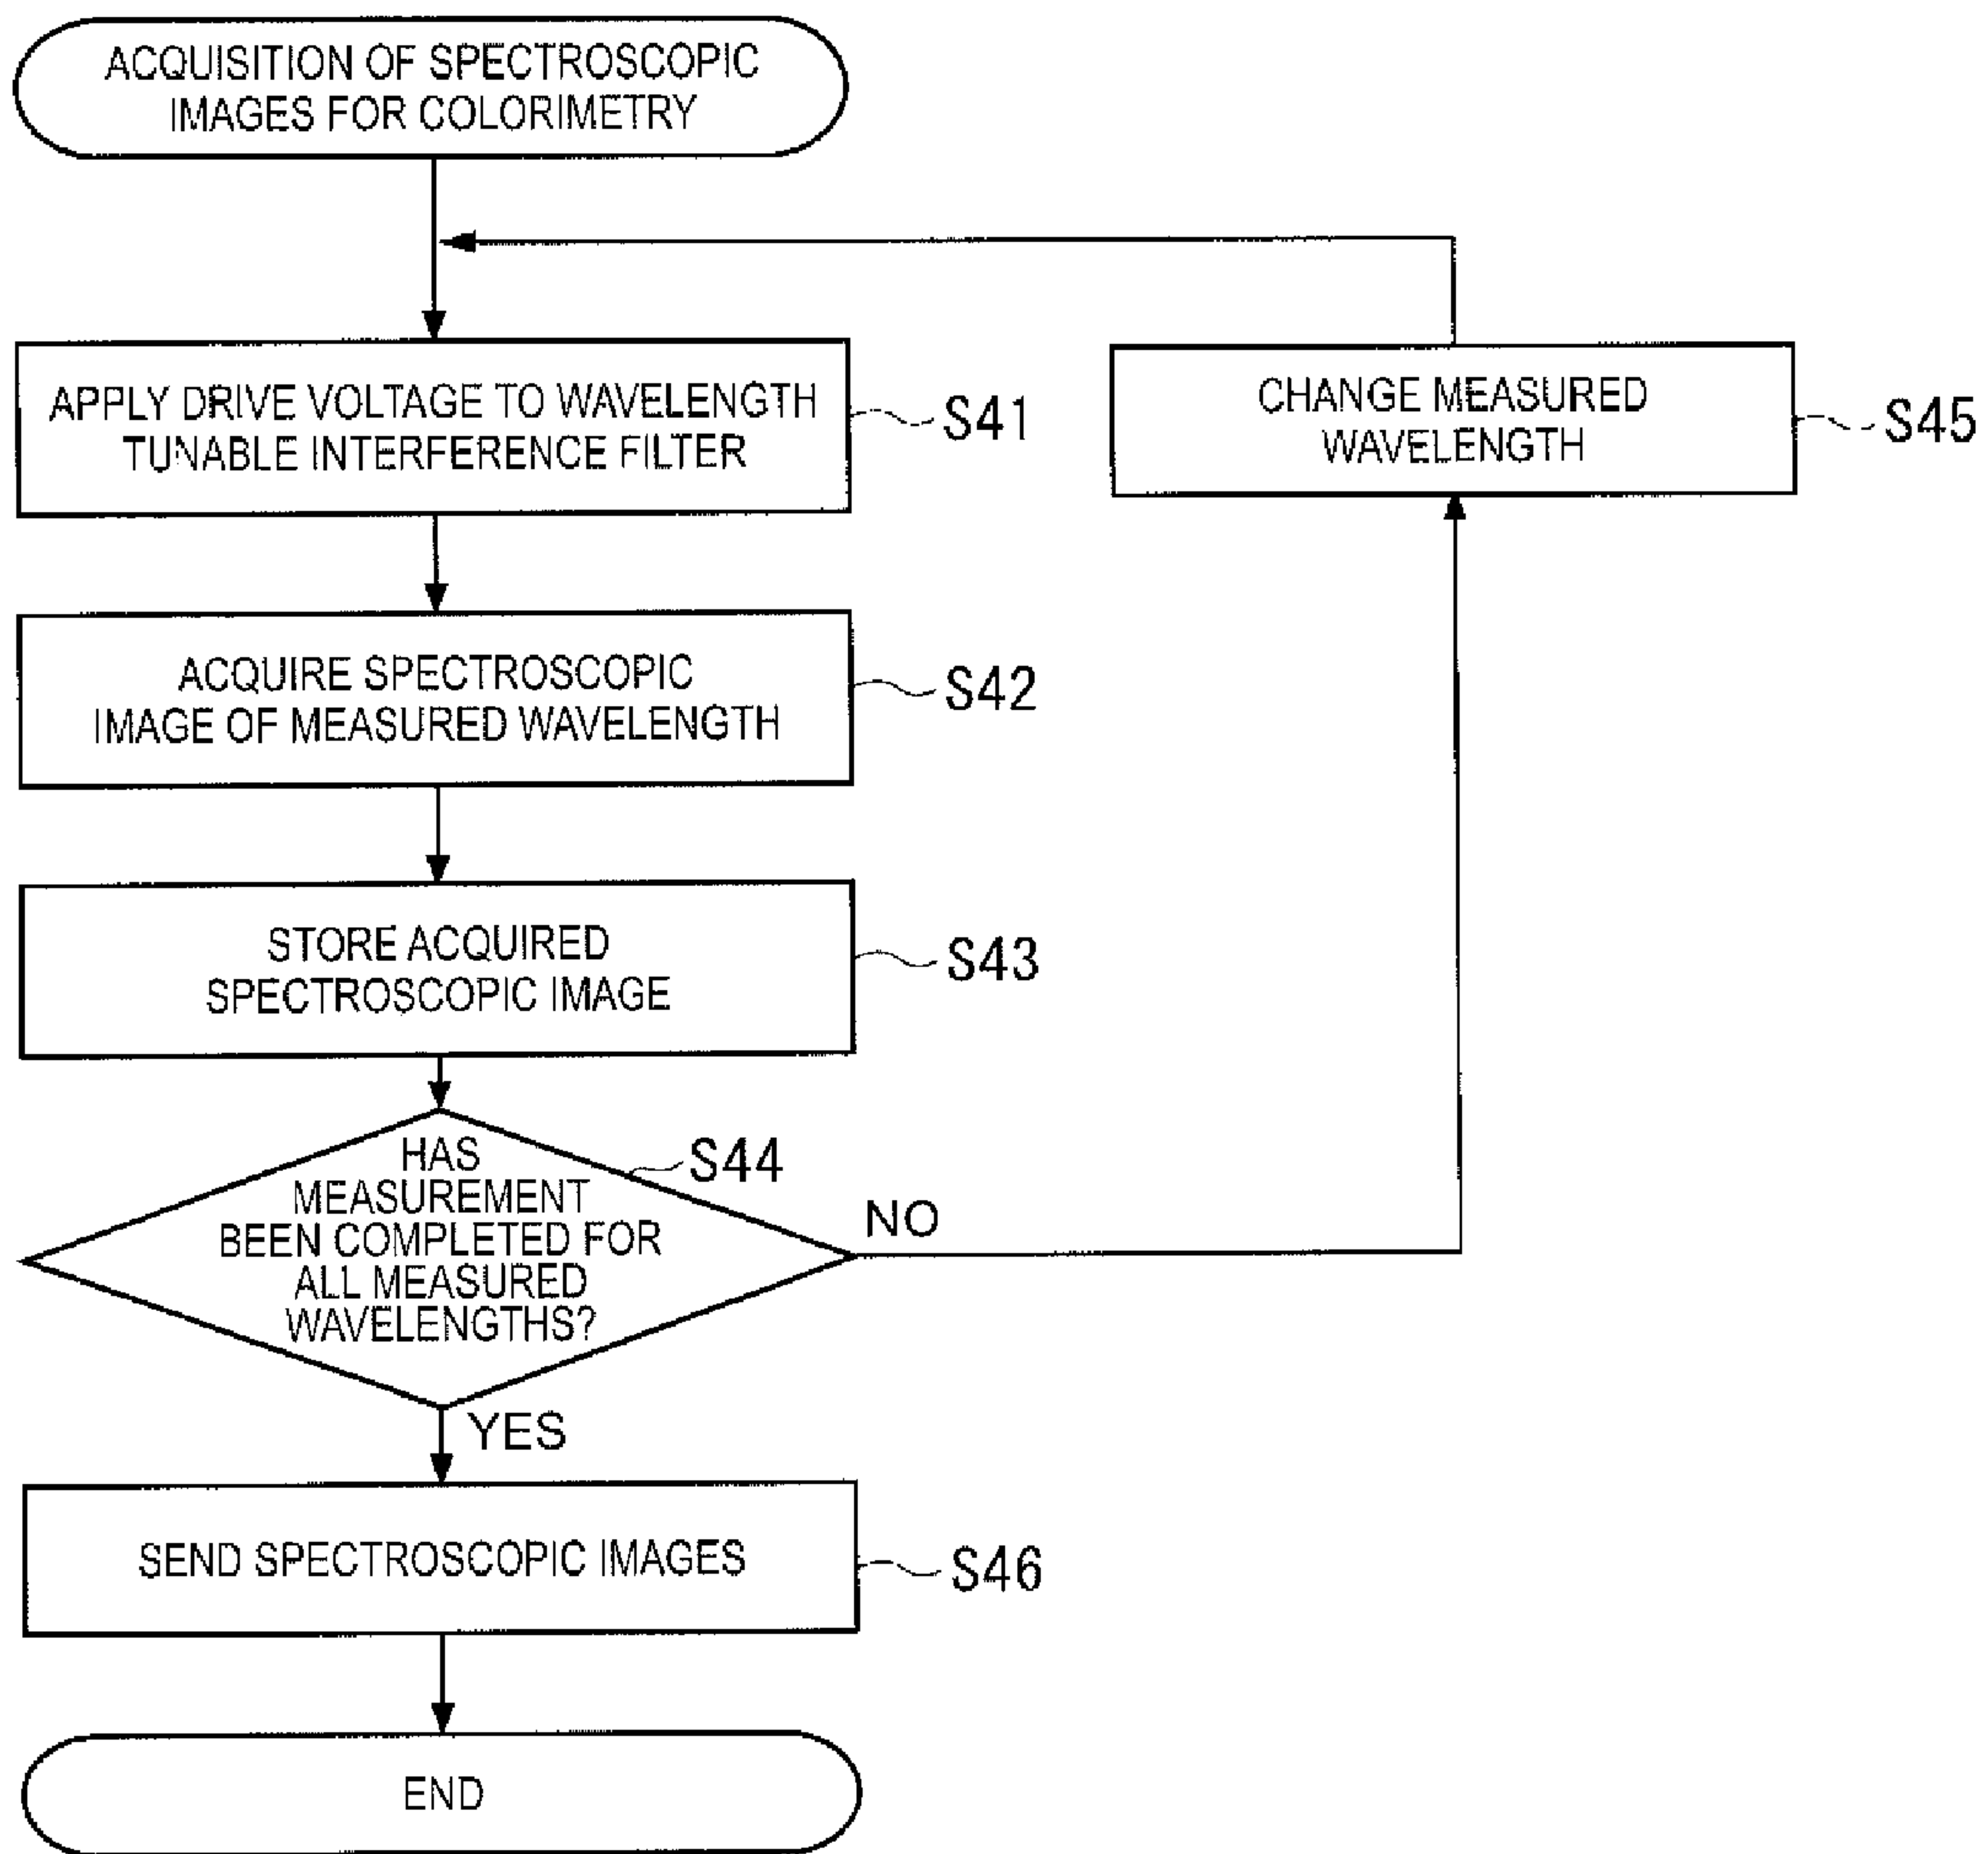 ACQUISITION OF SPECTROSCOPIC
IMAGES FOR COLORIMETRY
APPLY DRIVE VOLTAGE TO WAVELENGTH
TUNABLE INTERFERENCE FILTER
S41
CHANGE MEASURED
WAVELENGTH
S45
ACQUIRE SPECTROSCOPIC
IMAGE OF MEASURED WAVELENGTH
S42
STORE ACQUIRED
SPECTROSCOPIC IMAGE
S43
HAS
MEASUREMENT
BEEN COMPLETED FOR
ALL MEASURED
WAVELENGTHS?
S44
NO
YES
SEND SPECTROSCOPIC IMAGES
S46
END